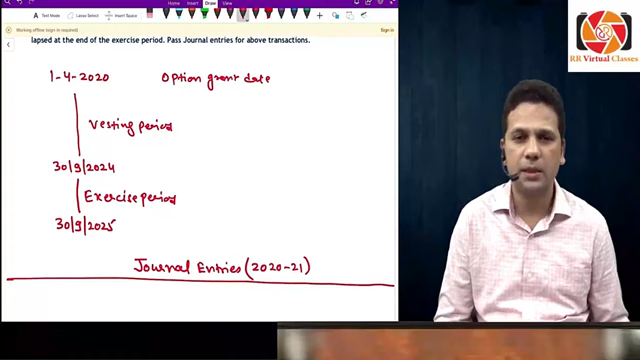 File Home Insert Draw View Help
Text Mode
Lasso Select
Insert Space
Working offline (sign in required)
Sign in
lapsed at the end of the exercise period. Pass Journal entries for above transactions.
RR Virtual Classes
1-4-2020 Option grant date
Vesting period
30/9/2024
Exercise period
30/9/2025
Journal Entries (2020-21)